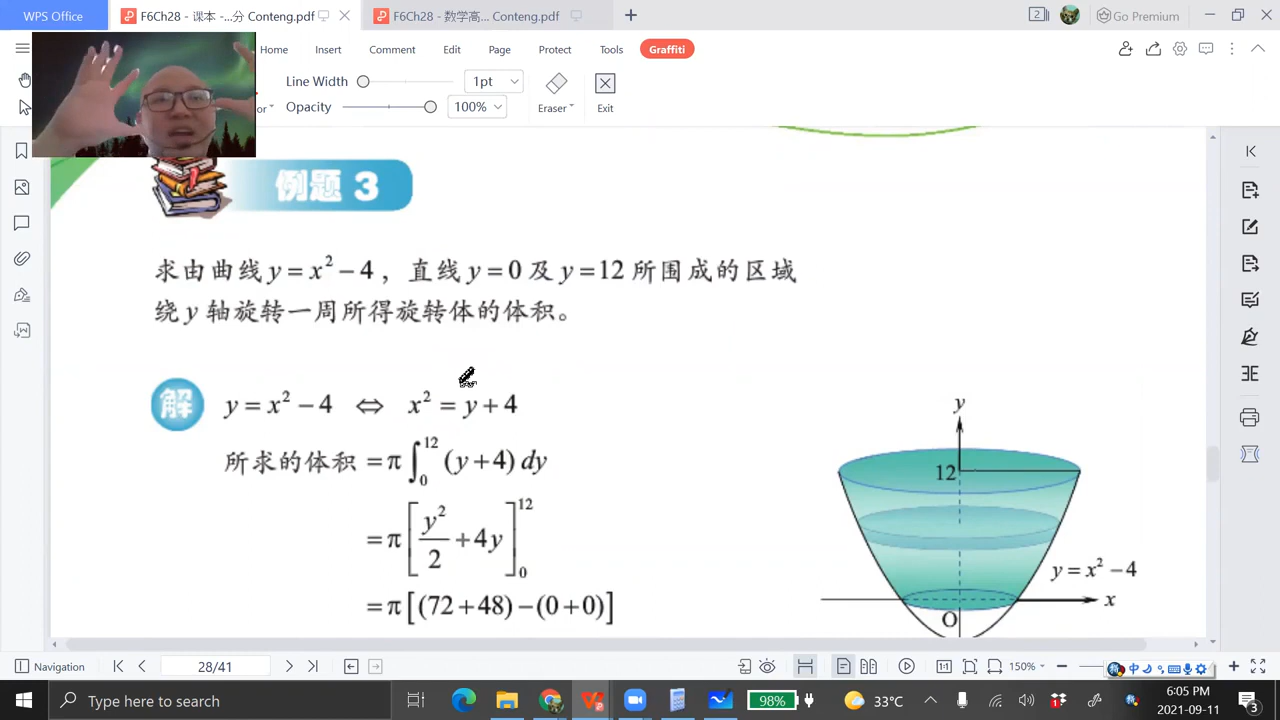 WPS Office
F6Ch28 - 课本 -...分 Conteng.pdf
F6Ch28 - 数学高... Conteng.pdf
Go Premium
Home Insert Comment Edit Page Protect Tools Graffiti
Line Width 1pt
Opacity 100%
Eraser
Exit
例题 3
求由曲线 y = x² − 4，直线 y = 0 及 y = 12 所围成的区域
绕 y 轴旋转一周所得旋转体的体积。
解 y = x² − 4 ⇔ x² = y + 4
所求的体积 = π ∫₀¹² (y + 4) dy
= π [y²/2 + 4y]₀¹²
= π [(72 + 48) − (0 + 0)]
y
12
y = x² − 4
x
O
Navigation
28/41
1:1
150%
中
Type here to search
98%
33°C
6:05 PM
2021-09-11
3